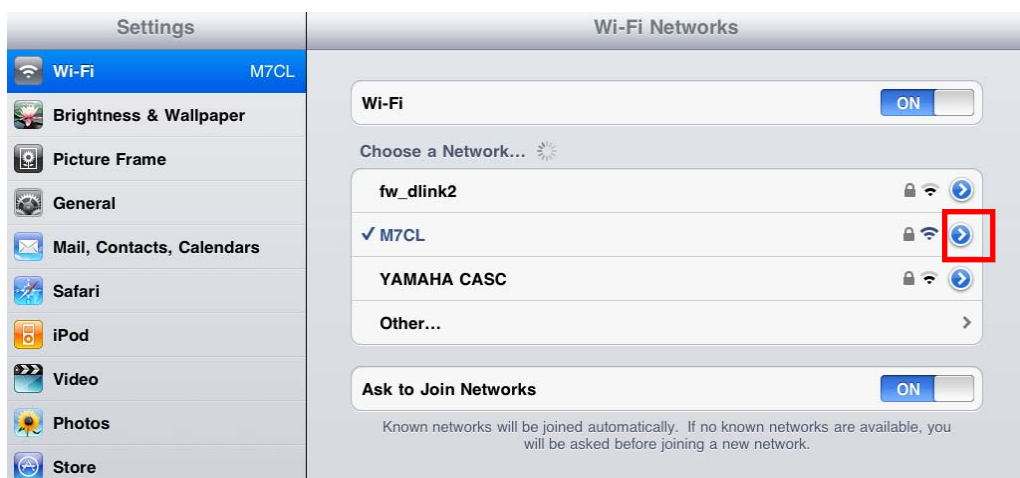 Settings
Wi-Fi M7CL
Brightness & Wallpaper
Picture Frame
General
Mail, Contacts, Calendars
Safari
iPod
Video
Photos
Store
Wi-Fi Networks
Wi-Fi ON
Choose a Network...
fw_dlink2
M7CL
YAMAHA CASC
Other...
Ask to Join Networks ON
Known networks will be joined automatically. If no known networks are available, you
will be asked before joining a new network.